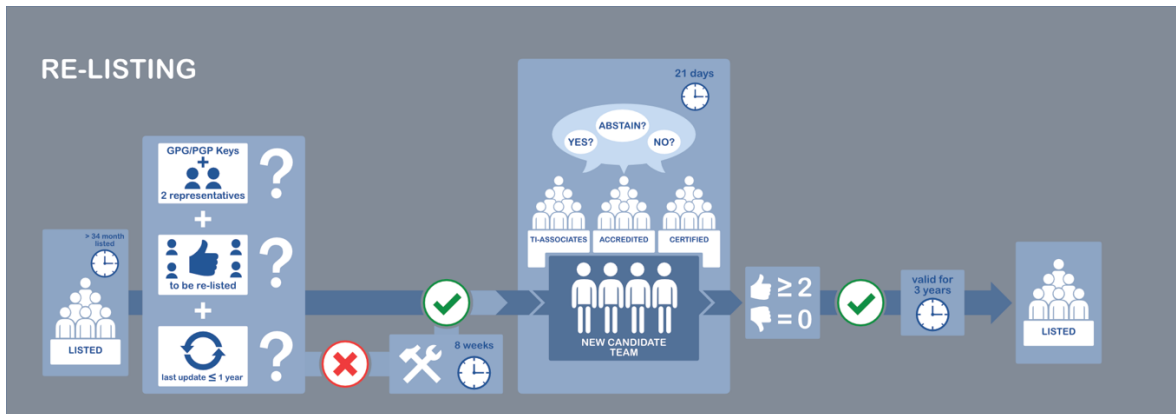 RE-LISTING
> 34 month
listed
LISTED
GPG/PGP Keys
+
2 representatives
?
+
to be re-listed
?
+
last update ≤ 1 year
?
8 weeks
21 days
YES?
ABSTAIN?
NO?
TI-ASSOCIATES
ACCREDITED
CERTIFIED
NEW CANDIDATE
TEAM
≥ 2
= 0
valid for
3 years
LISTED